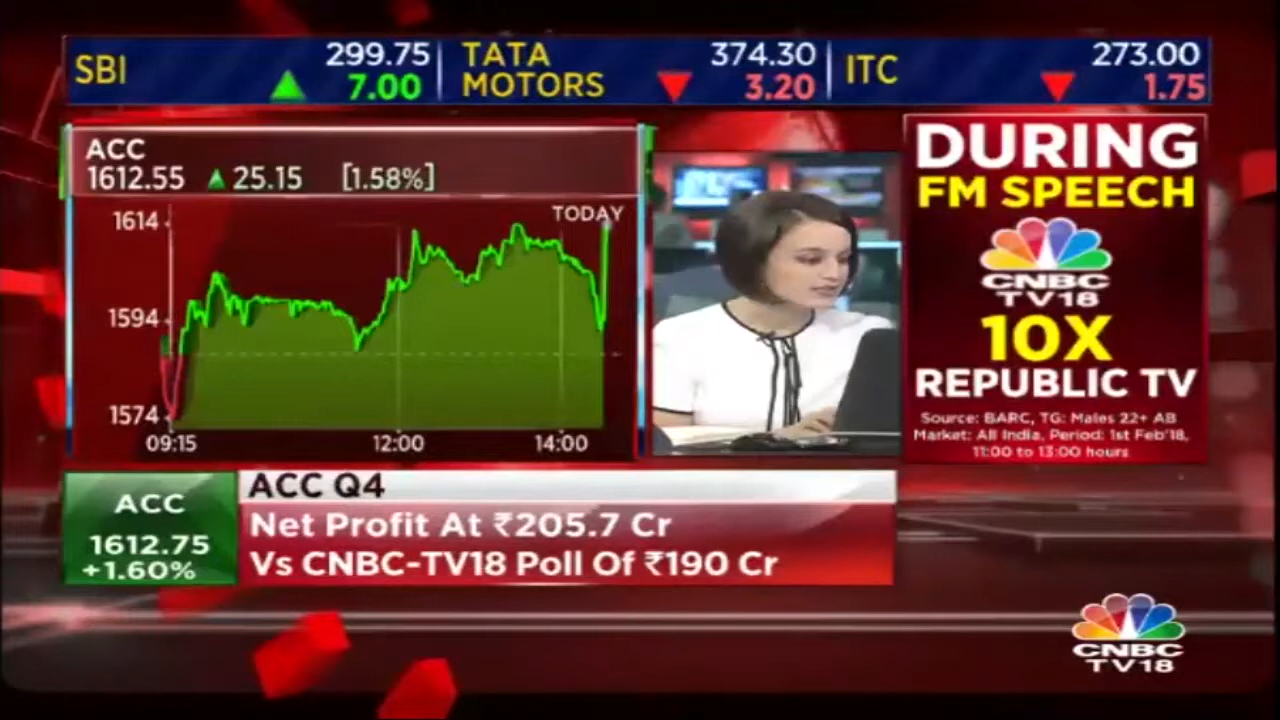 SBI 299.75 7.00
TATA MOTORS 374.30 3.20
ITC 273.00 1.75
ACC
1612.55 25.15 [1.58%]
TODAY
1614
1594
1574
09:15 12:00 14:00
DURING
FM SPEECH
CNBC
TV18
10X
REPUBLIC TV
Source: BARC, TG: Males 22+ AB
Market: All India, Period: 1st Feb'18,
11:00 to 13:00 hours
ACC
1612.75
+1.60%
ACC Q4
Net Profit At ₹205.7 Cr
Vs CNBC-TV18 Poll Of ₹190 Cr
CNBC
TV18